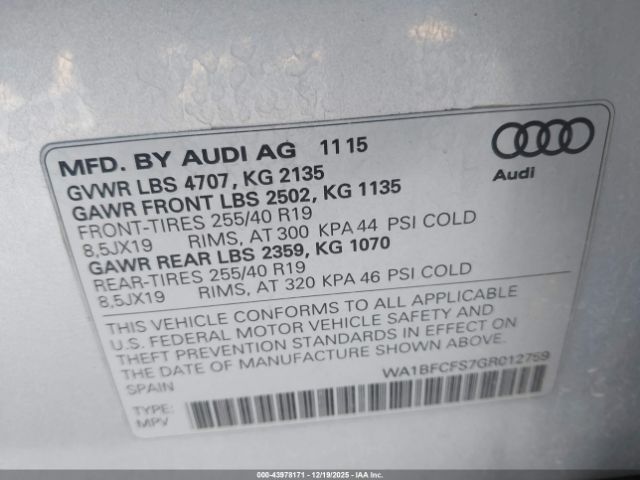 MFD. BY AUDI AG 11 15
GVWR LBS 4707, KG 2135
GAWR FRONT LBS 2502, KG 1135
FRONT-TIRES 255/40 R19
8,5JX19 RIMS, AT 300 KPA 44 PSI COLD
GAWR REAR LBS 2359, KG 1070
REAR-TIRES 255/40 R19
8,5JX19 RIMS, AT 320 KPA 46 PSI COLD
Audi
THIS VEHICLE CONFORMS TO ALL APPLICABLE
U.S. FEDERAL MOTOR VEHICLE SAFETY AND
THEFT PREVENTION STANDARDS IN EFFECT ON
THE DATE OF MANUFACTURE SHOWN ABOVE.
SPAIN
WA1BFCFS7GR012759
TYPE:
MPV
000-43978171 - 12/19/2025 - IAA Inc.